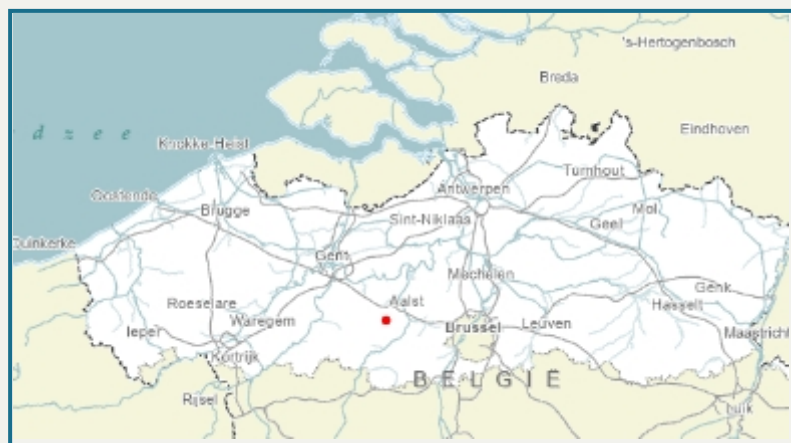 's-Hertogenbosch
Breda
Eindhoven
d z e e
Knokke-Heist
Turnhout
Antwerpen
Oostende
Mol
Brugge
Sint-Niklaas
Geel
Duinkerke
Gent
Mechelen
Genk
Roeselare
Aalst
Hasselt
Waregem
Ieper
Brussel
Leuven
Maastricht
Kortrijk
BELGIË
Rijsel
Luik